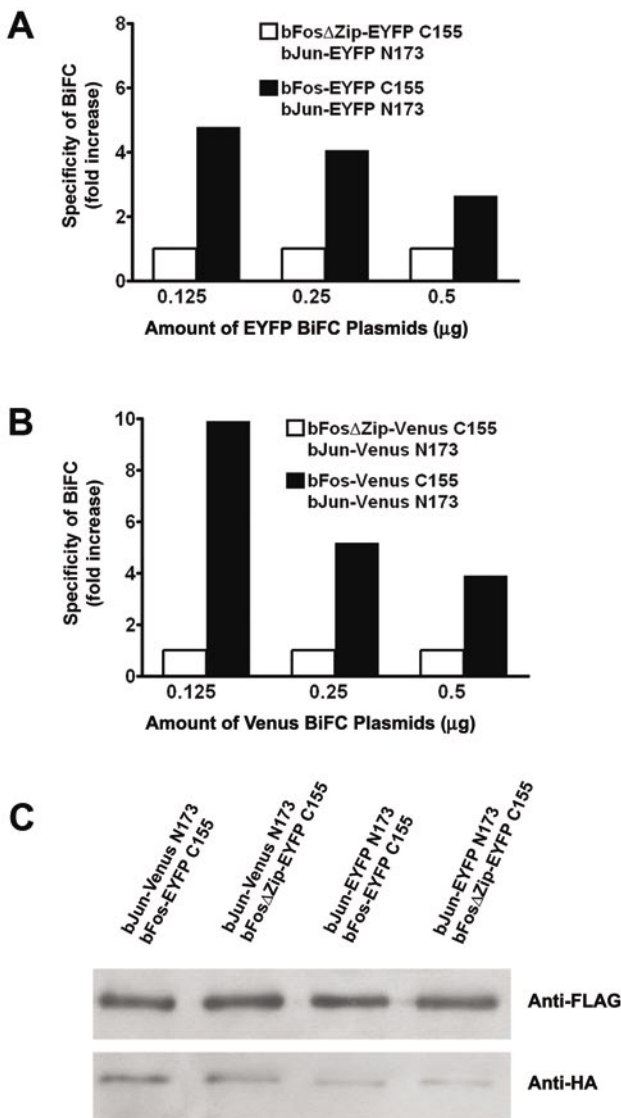 A
8
6
4
2
0
Specificity of BiFC
(fold increase)
bFosΔZip-EYFP C155
bJun-EYFP N173
bFos-EYFP C155
bJun-EYFP N173
0.125 0.25 0.5
Amount of EYFP BiFC Plasmids (μg)
B
10
8
6
4
2
0
Specificity of BiFC
(fold increase)
bFosΔZip-Venus C155
bJun-Venus N173
bFos-Venus C155
bJun-Venus N173
0.125 0.25 0.5
Amount of Venus BiFC Plasmids (μg)
C
bJun-Venus N173
bFos-EYFP C155
bJun-Venus N173
bFosΔZip-EYFP C155
bJun-EYFP N173
bFos-EYFP C155
bJun-EYFP N173
bFosΔZip-EYFP C155
Anti-FLAG
Anti-HA